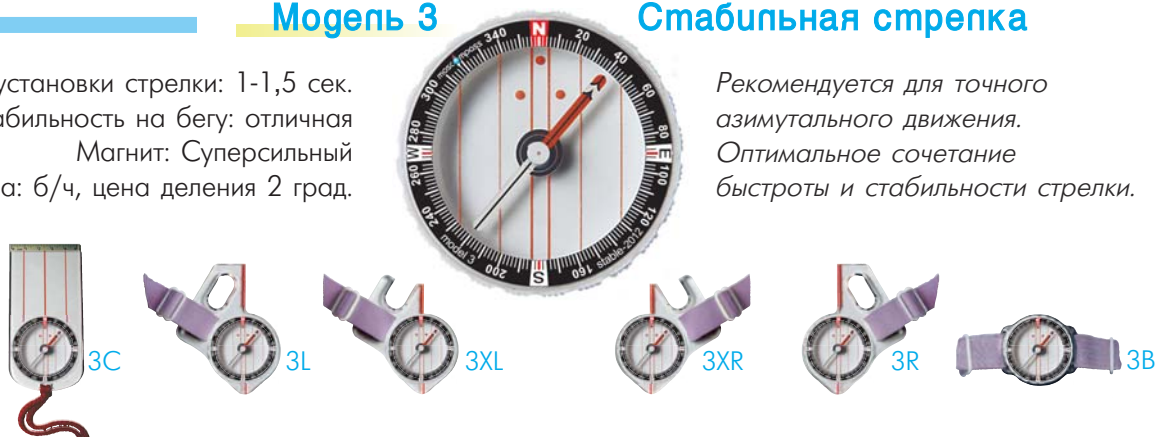 Модель 3
Стабильная стрелка
установки стрелки: 1-1,5 сек.
на бегу: отличная
Магнит: Суперсильный
б/ч, цена деления 2 град.
Рекомендуется для точного
азимутального движения.
Оптимальное сочетание
быстроты и стабильности стрелки.
N
20
40
60
80
E
100
120
160
S
200
240
260
W
280
300
340
moscompass
model 3
stable-2012
3C
3L
3XL
3XR
3R
3B